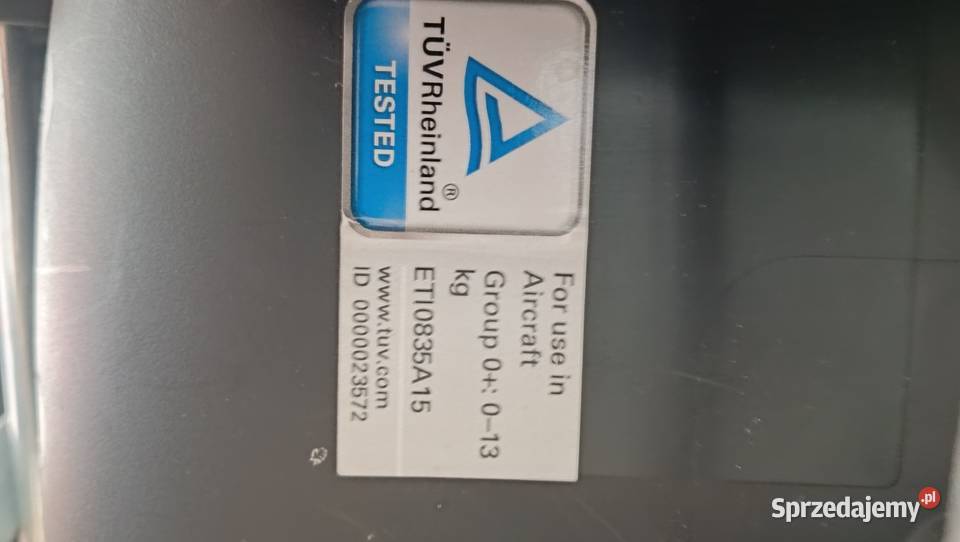 TÜVRheinland®
TESTED
For use in
Aircraft
Group 0+: 0–13
kg
ETI0835A15
www.tuv.com
ID 0000023572
Sprzedajemy.pl